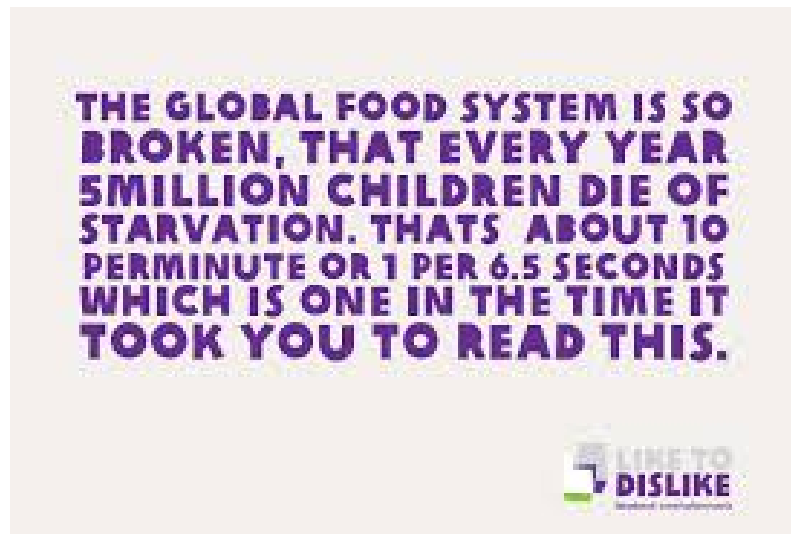 THE GLOBAL FOOD SYSTEM IS SO
BROKEN, THAT EVERY YEAR
5MILLION CHILDREN DIE OF
STARVATION. THATS ABOUT 10
PERMINUTE OR 1 PER 6.5 SECONDS
WHICH IS ONE IN THE TIME IT
TOOK YOU TO READ THIS.
LIKE TO
DISLIKE